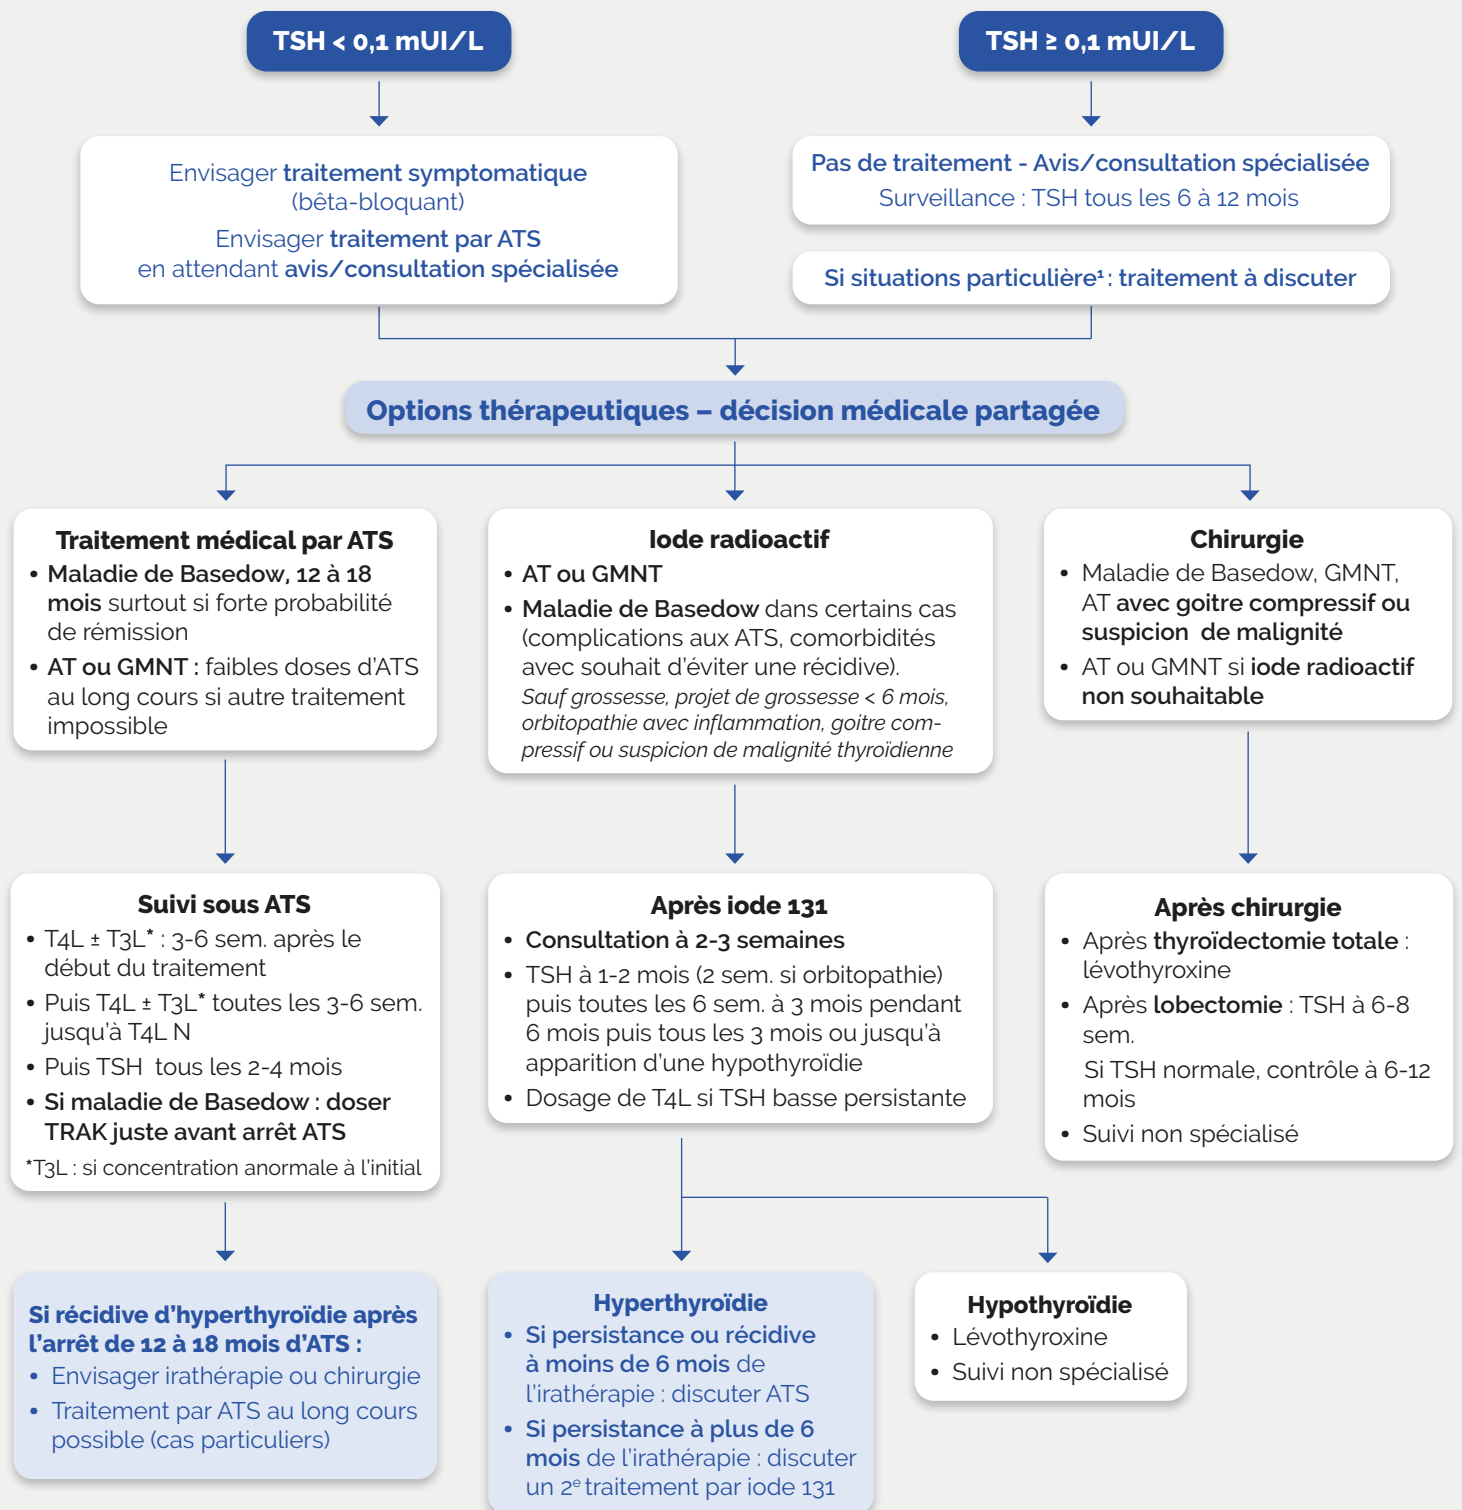 TSH < 0,1 mUI/L
TSH ≥ 0,1 mUI/L
Envisager traitement symptomatique
(bêta-bloquant)
Envisager traitement par ATS
en attendant avis/consultation spécialisée
Pas de traitement - Avis/consultation spécialisée
Surveillance : TSH tous les 6 à 12 mois
Si situations particulière¹ : traitement à discuter
Options thérapeutiques – décision médicale partagée
Traitement médical par ATS
• Maladie de Basedow, 12 à 18
mois surtout si forte probabilité
de rémission
• AT ou GMNT : faibles doses d'ATS
au long cours si autre traitement
impossible
Iode radioactif
• AT ou GMNT
• Maladie de Basedow dans certains cas
(complications aux ATS, comorbidités
avec souhait d'éviter une récidive).
Sauf grossesse, projet de grossesse < 6 mois,
orbitopathie avec inflammation, goitre com-
pressif ou suspicion de malignité thyroïdienne
Chirurgie
• Maladie de Basedow, GMNT,
AT avec goitre compressif ou
suspicion de malignité
• AT ou GMNT si iode radioactif
non souhaitable
Suivi sous ATS
• T4L ± T3L* : 3-6 sem. après le
début du traitement
• Puis T4L ± T3L* toutes les 3-6 sem.
jusqu'à T4L N
• Puis TSH tous les 2-4 mois
• Si maladie de Basedow : doser
TRAK juste avant arrêt ATS
*T3L : si concentration anormale à l'initial
Après iode 131
• Consultation à 2-3 semaines
• TSH à 1-2 mois (2 sem. si orbitopathie)
puis toutes les 6 sem. à 3 mois pendant
6 mois puis tous les 3 mois ou jusqu'à
apparition d'une hypothyroïdie
• Dosage de T4L si TSH basse persistante
Après chirurgie
• Après thyroïdectomie totale :
lévothyroxine
• Après lobectomie : TSH à 6-8
sem.
Si TSH normale, contrôle à 6-12
mois
• Suivi non spécialisé
Si récidive d'hyperthyroïdie après
l'arrêt de 12 à 18 mois d'ATS :
• Envisager irathérapie ou chirurgie
• Traitement par ATS au long cours
possible (cas particuliers)
Hyperthyroïdie
• Si persistance ou récidive
à moins de 6 mois de
l'irathérapie : discuter ATS
• Si persistance à plus de 6
mois de l'irathérapie : discuter
un 2e traitement par iode 131
Hypothyroïdie
• Lévothyroxine
• Suivi non spécialisé